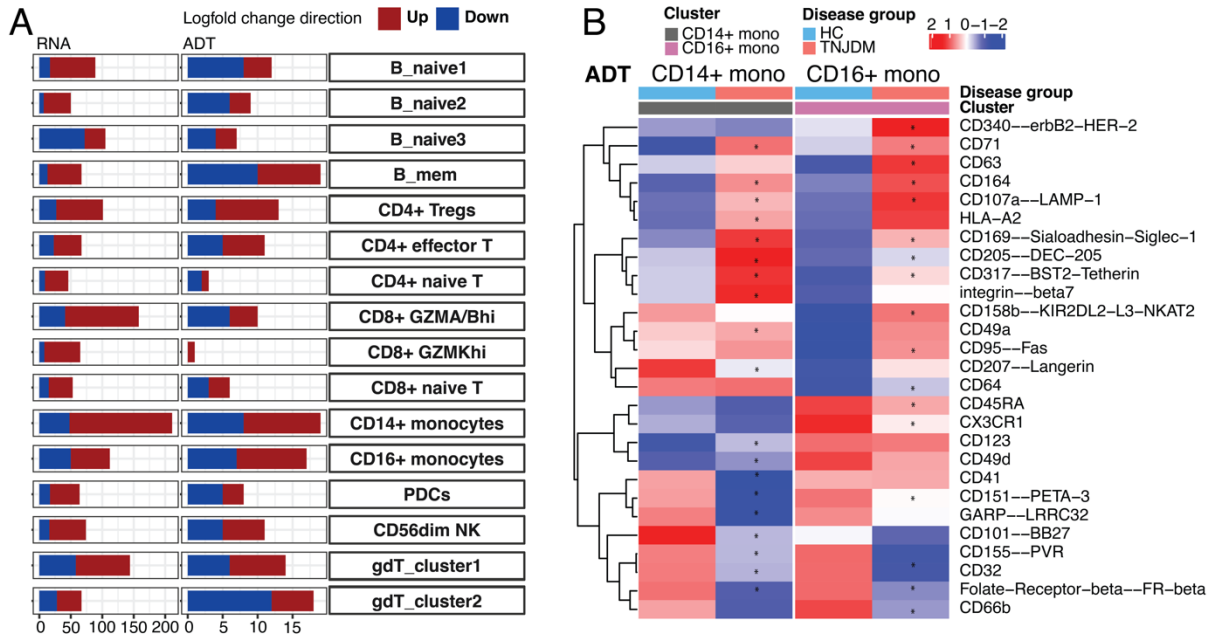 A
Logfold change direction
Up
Down
RNA
ADT
B_naive1
B_naive2
B_naive3
B_mem
CD4+ Tregs
CD4+ effector T
CD4+ naive T
CD8+ GZMA/Bhi
CD8+ GZMKhi
CD8+ naive T
CD14+ monocytes
CD16+ monocytes
PDCs
CD56dim NK
gdT_cluster1
gdT_cluster2
0 50 100 150 200
0 5 10 15
B
Cluster
CD14+ mono
CD16+ mono
Disease group
HC
TNJDM
2 1 0-1-2
ADT
CD14+ mono
CD16+ mono
Disease group
Cluster
CD340--erbB2-HER-2
CD71
CD63
CD164
CD107a--LAMP-1
HLA-A2
CD169--Sialoadhesin-Siglec-1
CD205--DEC-205
CD317--BST2-Tetherin
integrin--beta7
CD158b--KIR2DL2-L3-NKAT2
CD49a
CD95--Fas
CD207--Langerin
CD64
CD45RA
CX3CR1
CD123
CD49d
CD41
CD151--PETA-3
GARP--LRRC32
CD101--BB27
CD155--PVR
CD32
Folate-Receptor-beta--FR-beta
CD66b